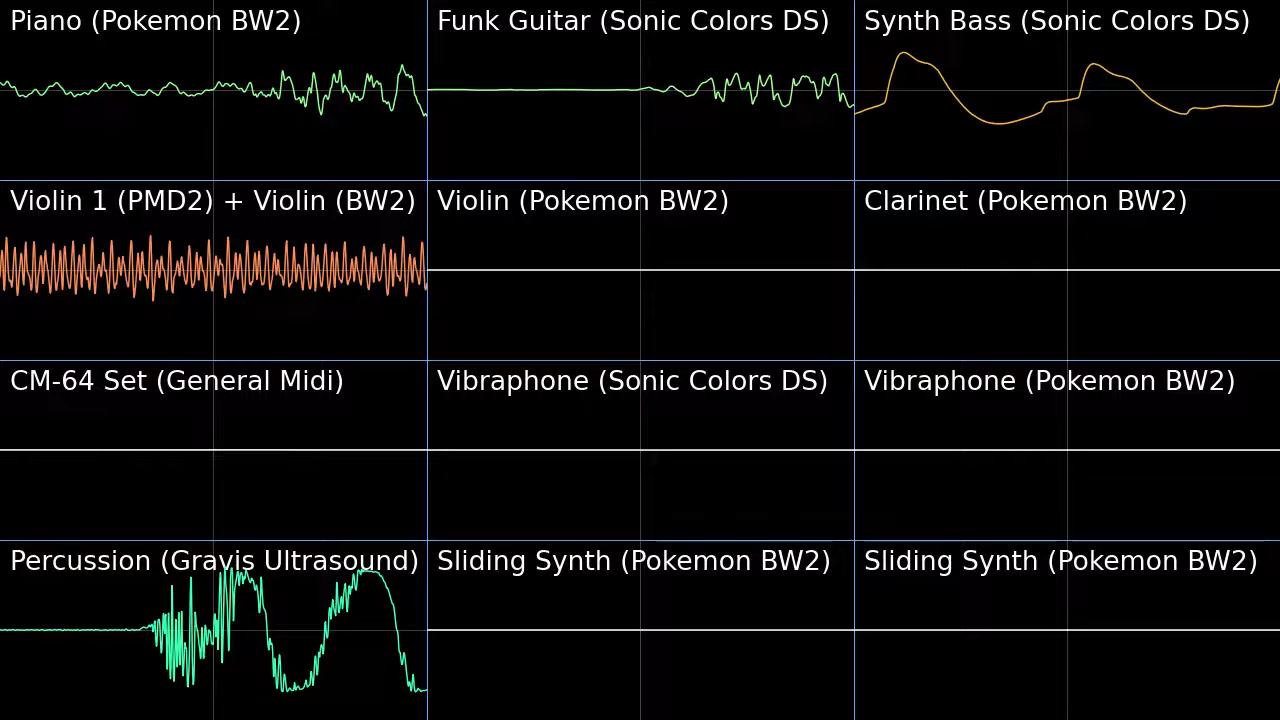 Piano (Pokemon BW2)
Funk Guitar (Sonic Colors DS)
Synth Bass (Sonic Colors DS)
Violin 1 (PMD2) + Violin (BW2)
Violin (Pokemon BW2)
Clarinet (Pokemon BW2)
CM-64 Set (General Midi)
Vibraphone (Sonic Colors DS)
Vibraphone (Pokemon BW2)
Percussion (Gravis Ultrasound)
Sliding Synth (Pokemon BW2)
Sliding Synth (Pokemon BW2)